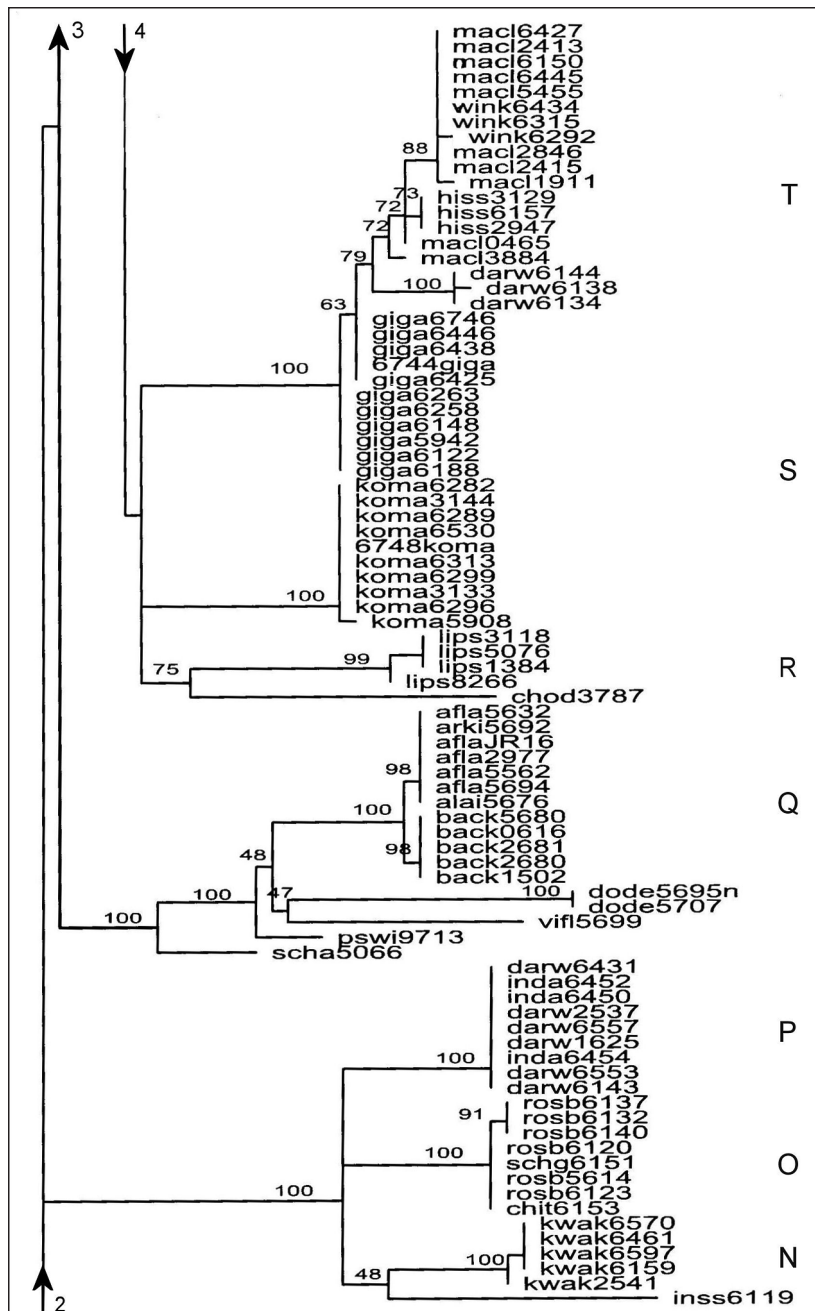 3
4
macl6427
macl2413
macl6150
macl6445
macl5455
wink6434
wink6315
wink6292
88
macl2846
macl2415
macl1911
T
73
hiss3129
72
hiss6157
72
hiss2947
macl0465
79
macl3884
darw6144
100
darw6138
darw6134
63
giga6746
giga6446
giga6438
6744giga
100
giga6425
giga6263
giga6258
giga6148
giga5942
giga6122
giga6188
S
koma6282
koma3144
koma6289
koma6530
6748koma
koma6313
koma6299
100
koma3133
koma6296
koma5908
lips3118
lips5076
99
75
lips1384
R
lips8266
chod3787
afla5632
arki5692
aflaJR16
afla2977
98
afla5562
afla5694
alai5676
Q
100
back5680
back0616
back2681
98
48
back2680
back1502
100
47
100
dode5695n
dode5707
vifl5699
100
pswi9713
scha5066
darw6431
inda6452
inda6450
darw2537
darw6557
P
darw1625
100
inda6454
darw6553
darw6143
rosb6137
91
rosb6132
rosb6140
rosb6120
100
schg6151
O
rosb5614
100
rosb6123
chit6153
kwak6570
kwak6461
kwak6597
N
100
kwak6159
48
kwak2541
inss6119
2